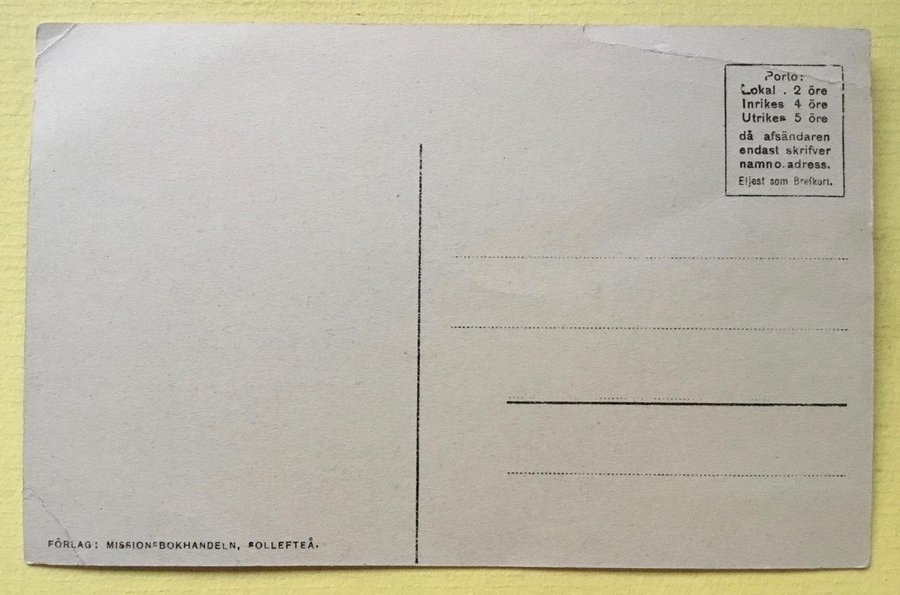 Porto:
Lokal . 2 öre
Inrikes 4 öre
Utrikes 5 öre
då afsändaren
endast skrifver
namn o. adress.
Eljest som Brefkort.
FÖRLAG: MISSIONSBOKHANDELN, SOLLEFTEÅ.